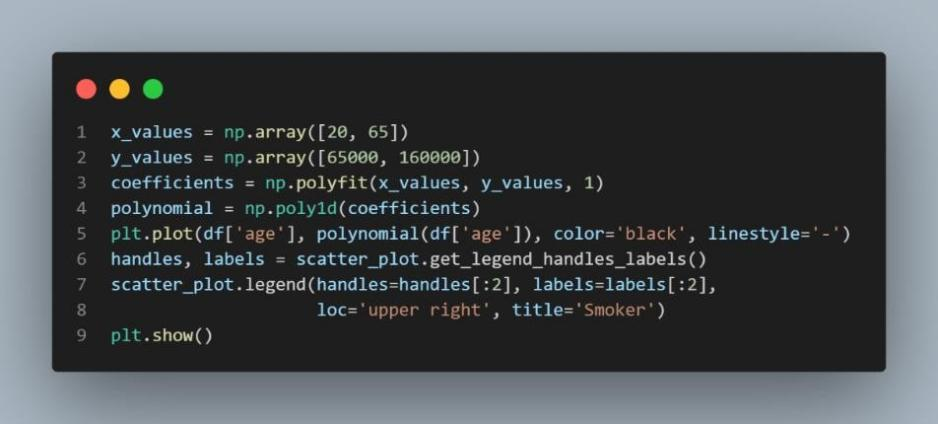 1 x_values = np.array([20, 65])
2 y_values = np.array([65000, 160000])
3 coefficients = np.polyfit(x_values, y_values, 1)
4 polynomial = np.poly1d(coefficients)
5 plt.plot(df['age'], polynomial(df['age']), color='black', linestyle='-')
6 handles, labels = scatter_plot.get_legend_handles_labels()
7 scatter_plot.legend(handles=handles[:2], labels=labels[:2],
8                     loc='upper right', title='Smoker')
9 plt.show()